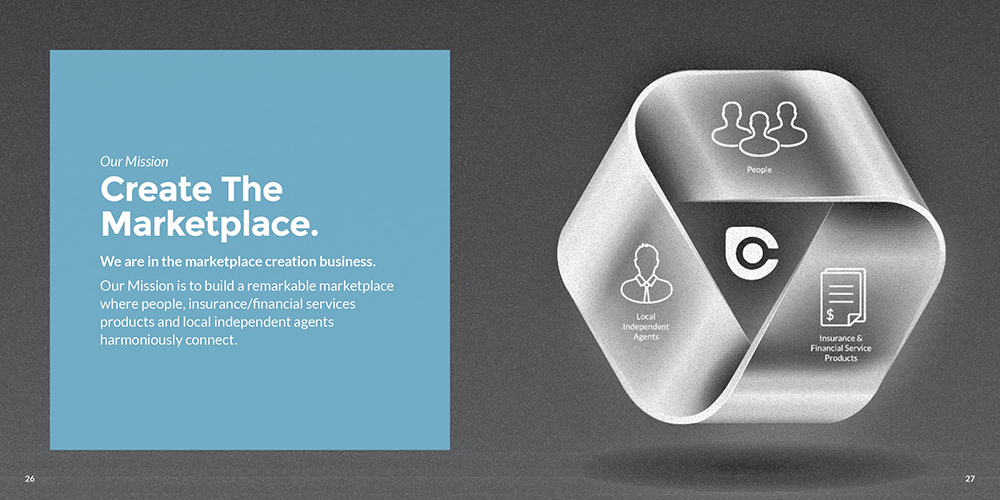 Our Mission
Create The
Marketplace.
We are in the marketplace creation business.
Our Mission is to build a remarkable marketplace
where people, insurance/financial services
products and local independent agents
harmoniously connect.
26
People
Local
Independent
Agents
$
Insurance &
Financial Service
Products
27